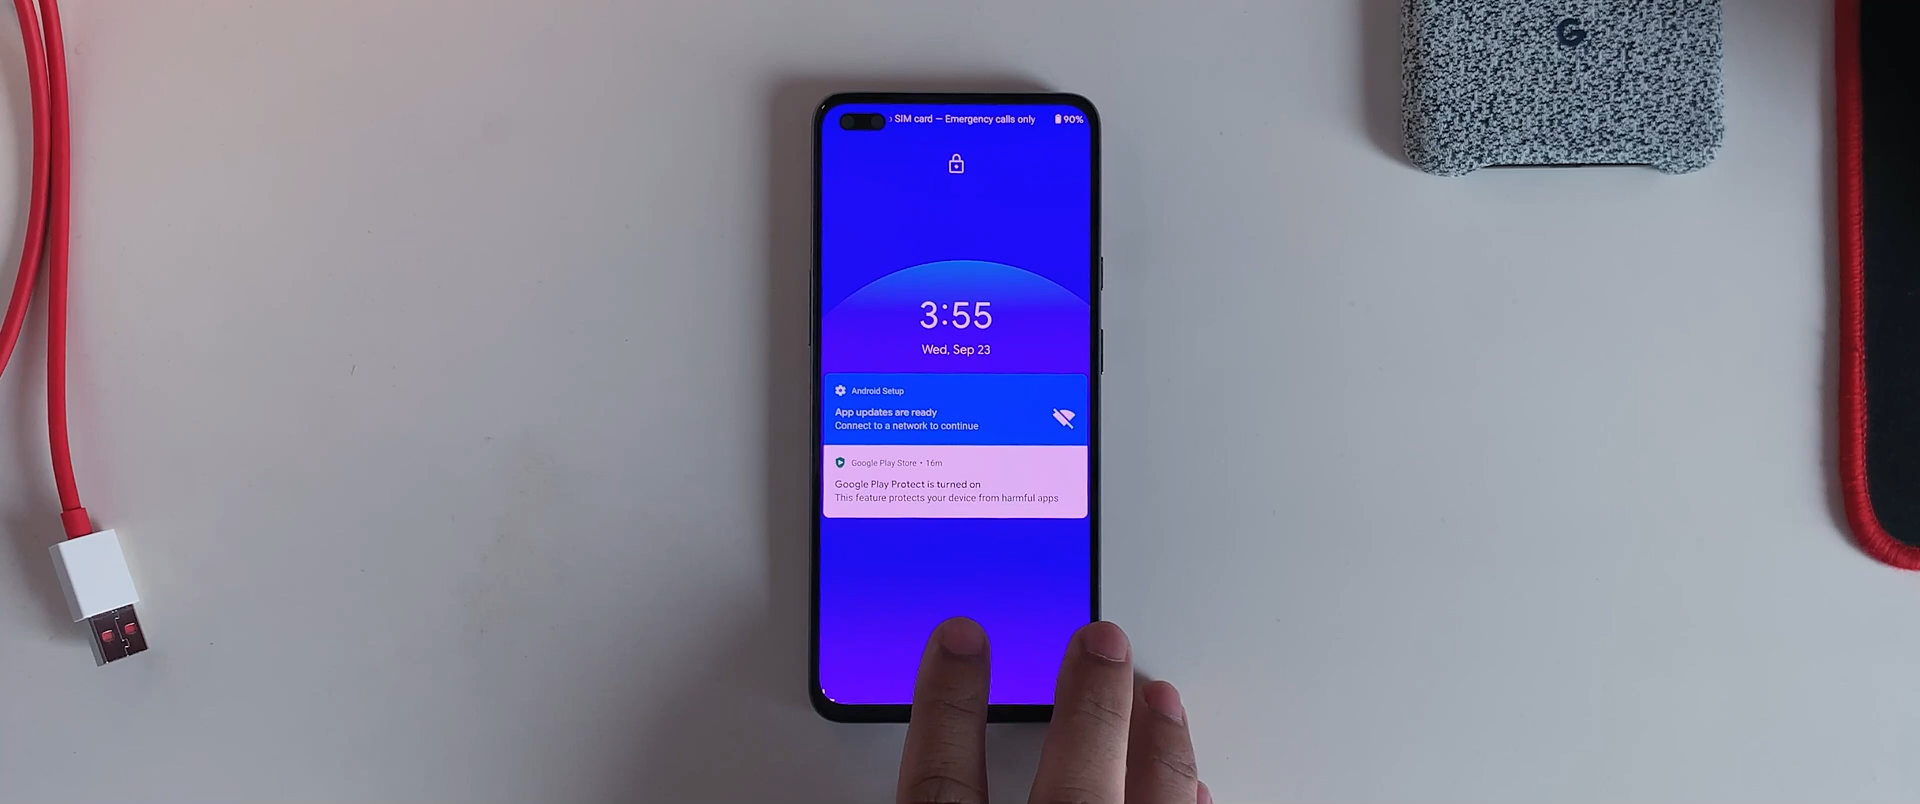 SIM card — Emergency calls only 90%
3:55
Wed, Sep 23
Android Setup
App updates are ready
Connect to a network to continue
Google Play Store • 16m
Google Play Protect is turned on
This feature protects your device from harmful apps
G